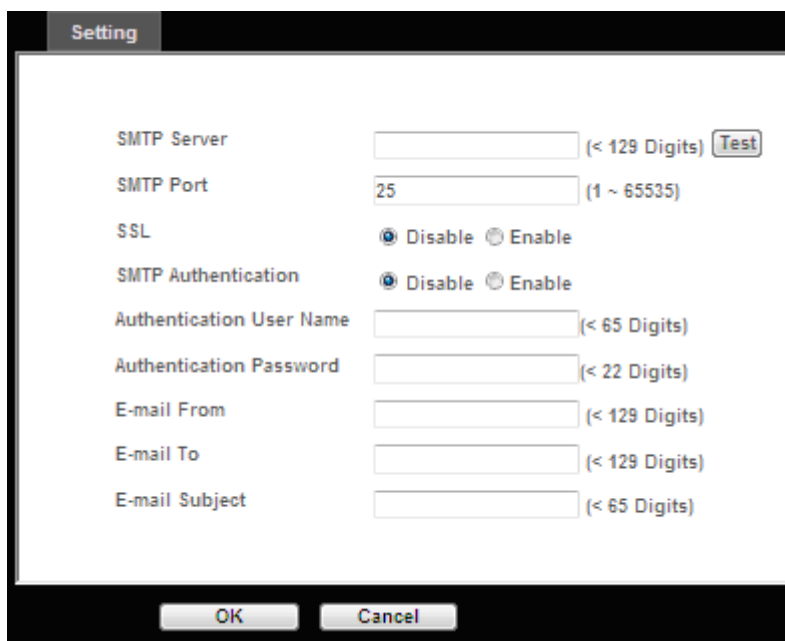 Setting
SMTP Server (< 129 Digits) Test
SMTP Port 25 (1 ~ 65535)
SSL Disable Enable
SMTP Authentication Disable Enable
Authentication User Name (< 65 Digits)
Authentication Password (< 22 Digits)
E-mail From (< 129 Digits)
E-mail To (< 129 Digits)
E-mail Subject (< 65 Digits)
OK Cancel